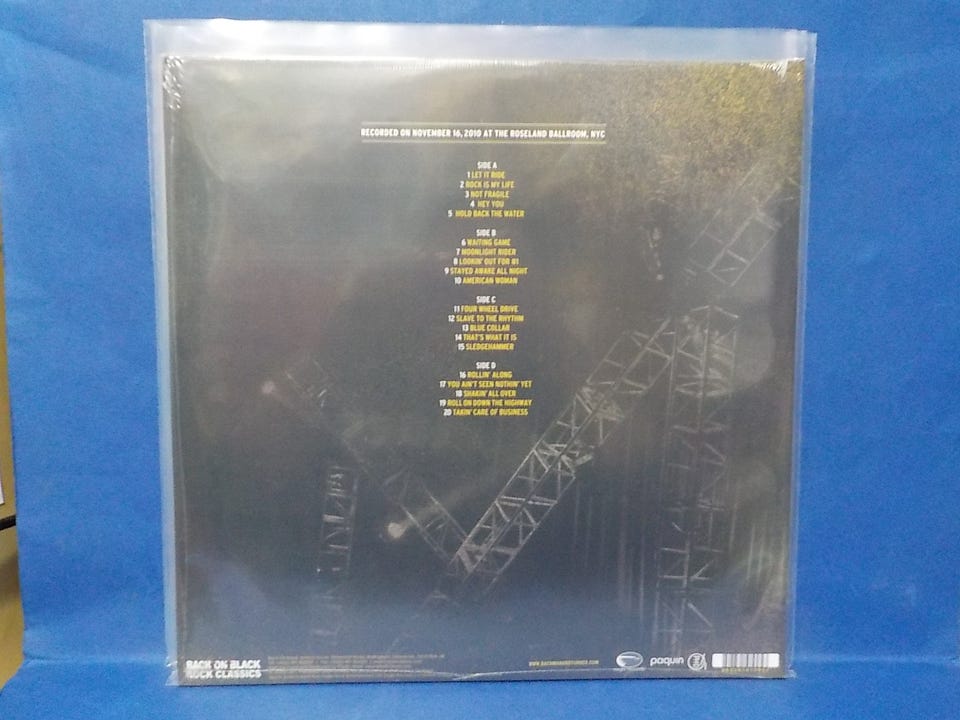 RECORDED ON NOVEMBER 16, 2010 AT THE ROSELAND BALLROOM, NYC
SIDE A
1 LET IT RIDE
2 ROCK IS MY LIFE
3 NOT FRAGILE
4 HEY YOU
5 HOLD BACK THE WATER
SIDE B
6 WAITING GAME
7 MOONLIGHT RIDER
8 LOOKIN' OUT FOR #1
9 STAYED AWAKE ALL NIGHT
10 AMERICAN WOMAN
SIDE C
11 FOUR WHEEL DRIVE
12 SLAVE TO THE RHYTHM
13 BLUE COLLAR
14 THAT'S WHAT IT IS
15 SLEDGEHAMMER
SIDE D
16 ROLLIN' ALONG
17 YOU AIN'T SEEN NOTHIN' YET
18 SHAKIN' ALL OVER
19 ROLL ON DOWN THE HIGHWAY
20 TAKIN' CARE OF BUSINESS
BACK ON BLACK
ROCK CLASSICS
WWW.BACHMANANDTURNER.COM
paquin